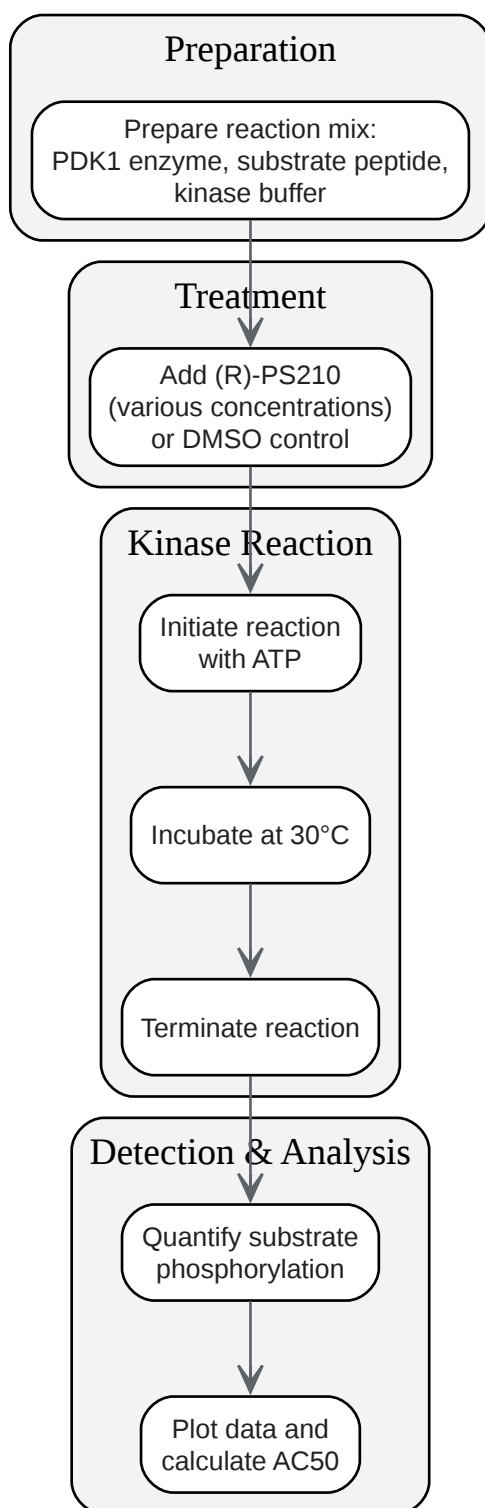 Preparation
Prepare reaction mix:
PDK1 enzyme, substrate peptide,
kinase buffer
Treatment
Add (R)-PS210
(various concentrations)
or DMSO control
Kinase Reaction
Initiate reaction
with ATP
Incubate at 30°C
Terminate reaction
Detection & Analysis
Quantify substrate
phosphorylation
Plot data and
calculate AC50